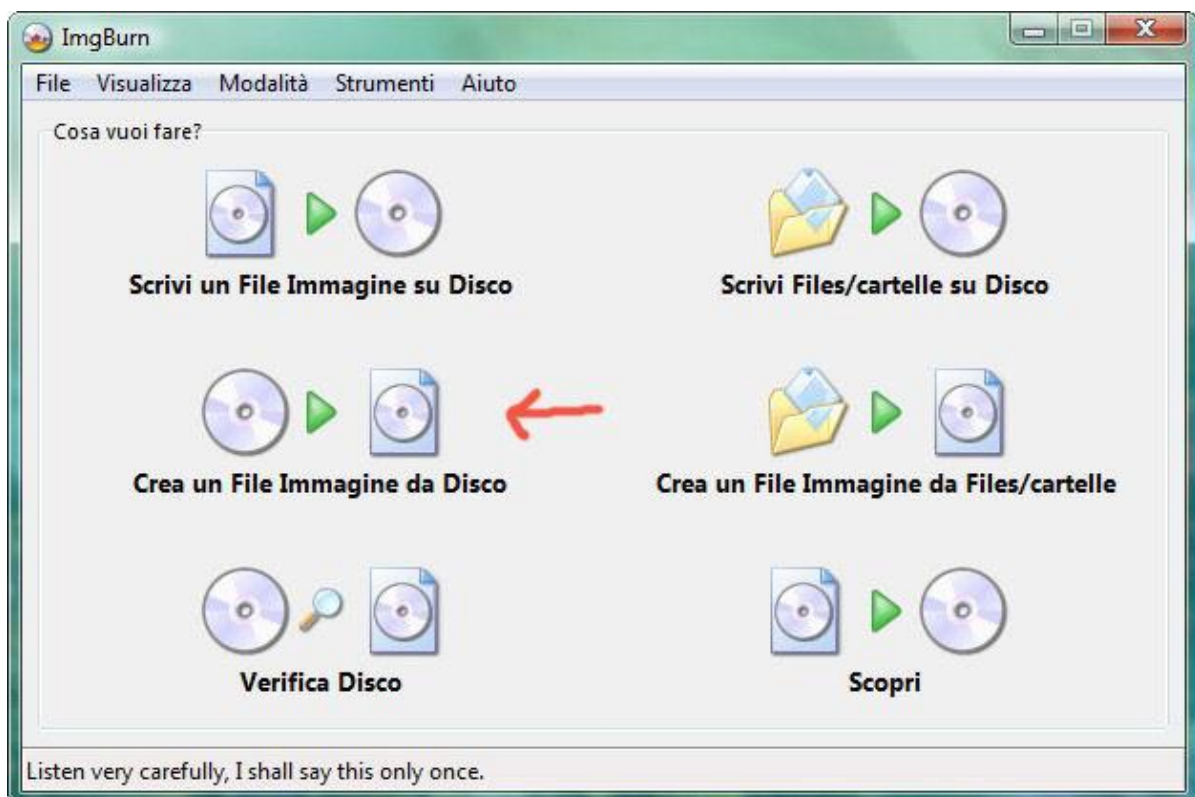 ImgBurn
File Visualizza Modalità Strumenti Aiuto
Cosa vuoi fare?
Scrivi un File Immagine su Disco
Scrivi Files/cartelle su Disco
Crea un File Immagine da Disco
Crea un File Immagine da Files/cartelle
Verifica Disco
Scopri
Listen very carefully, I shall say this only once.